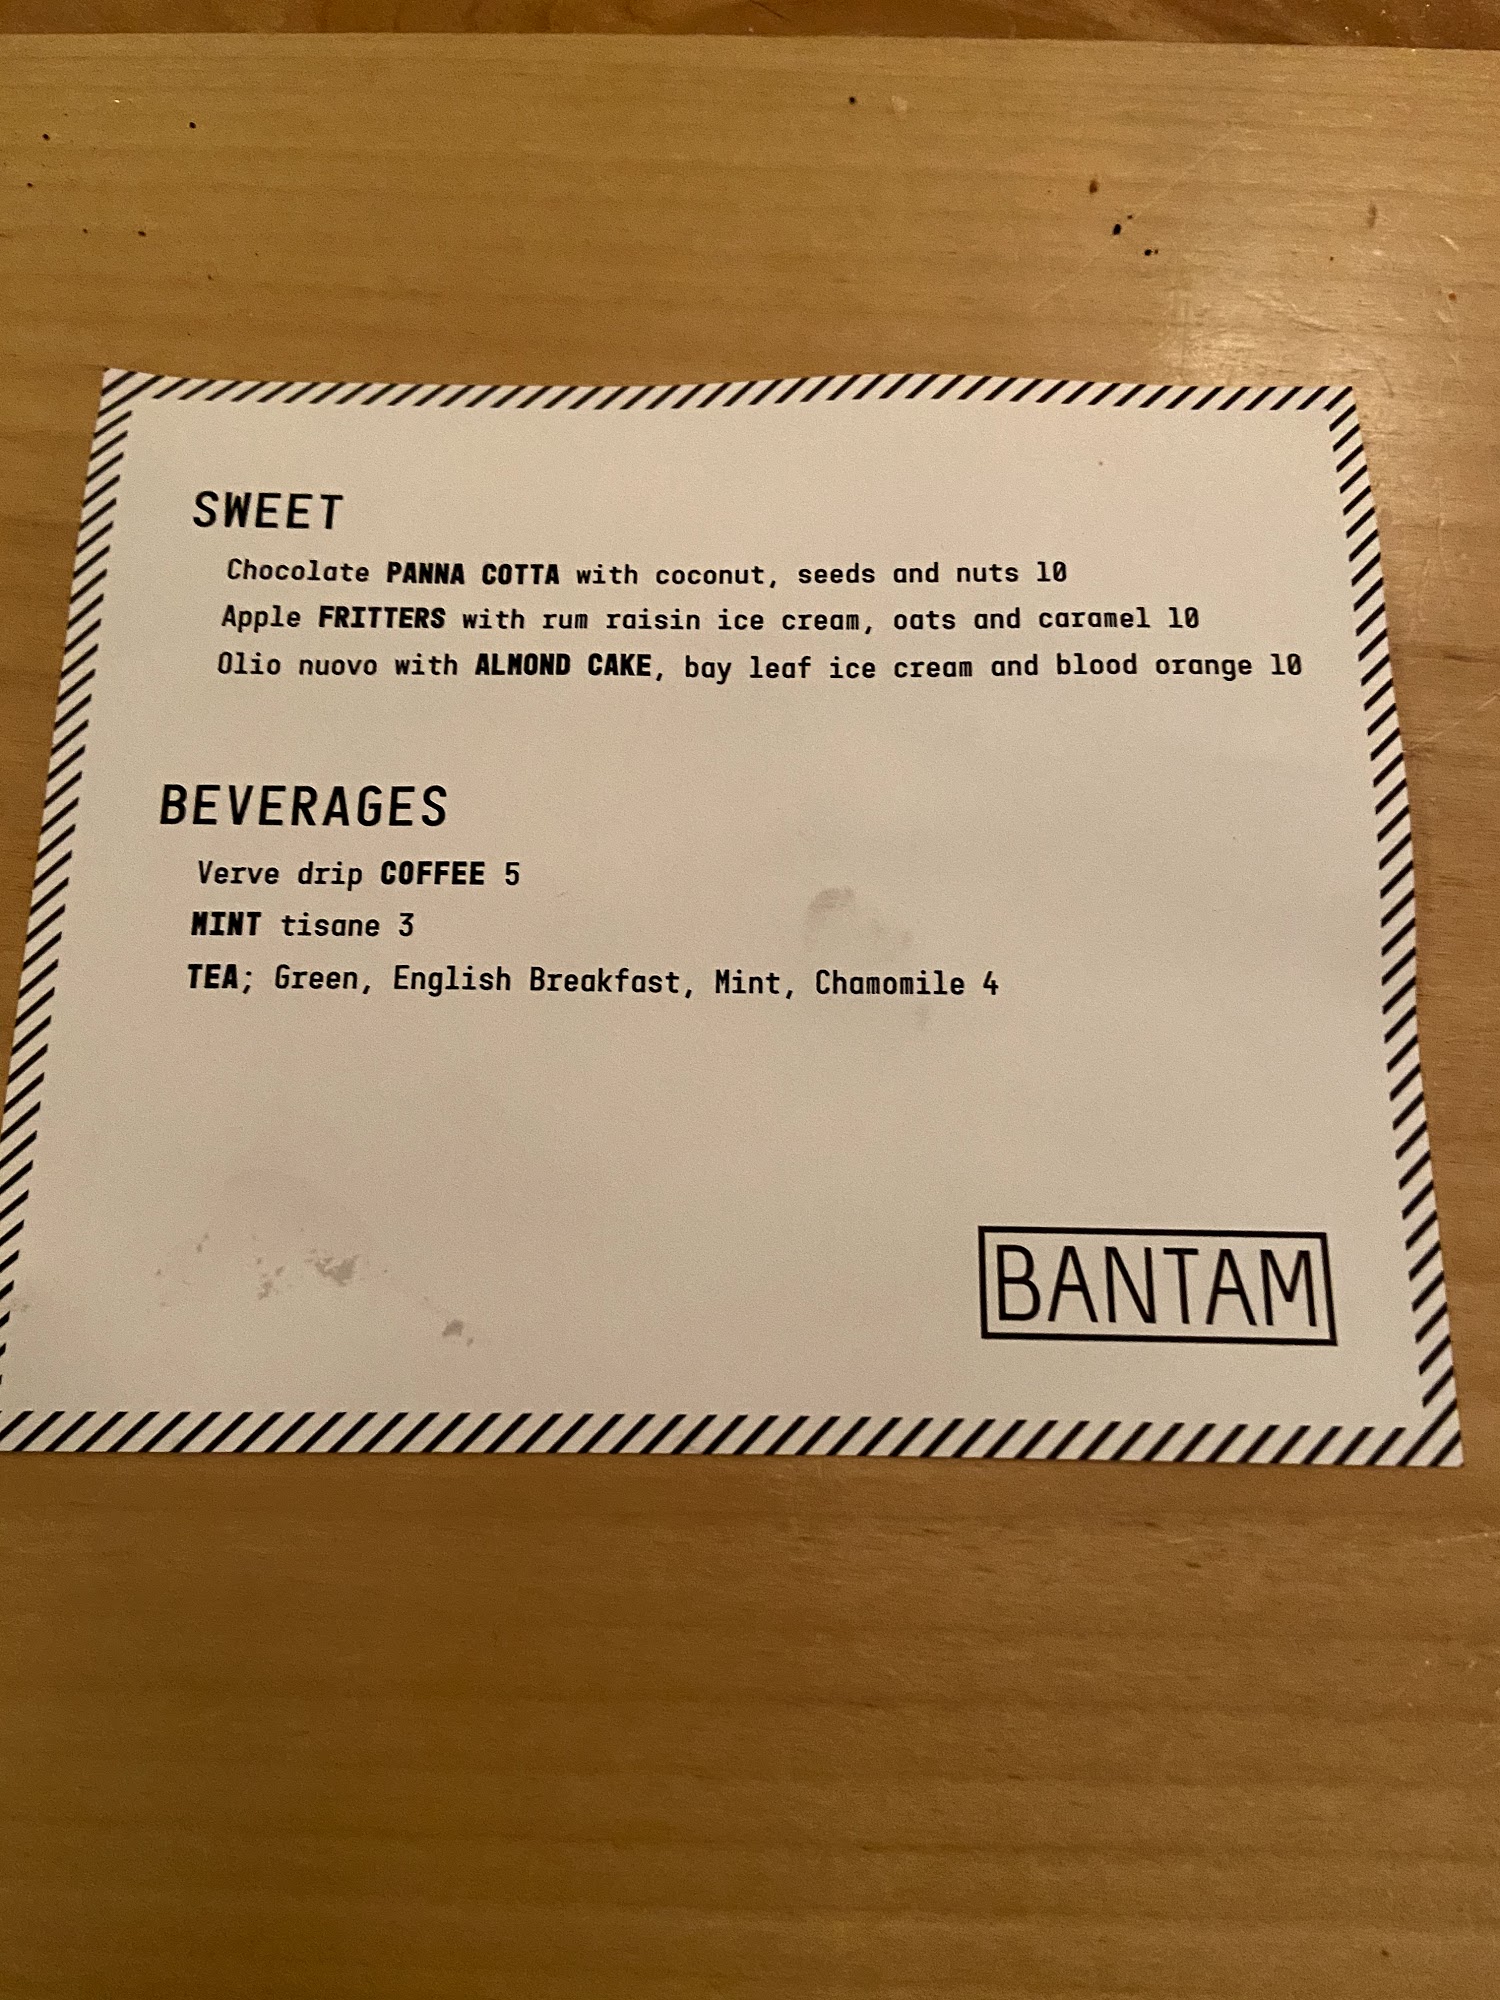 SWEET
Chocolate PANNA COTTA with coconut, seeds and nuts 10
Apple FRITTERS with rum raisin ice cream, oats and caramel 10
Olio nuovo with ALMOND CAKE, bay leaf ice cream and blood orange 10
BEVERAGES
Verve drip COFFEE 5
MINT tisane 3
TEA; Green, English Breakfast, Mint, Chamomile 4
BANTAM